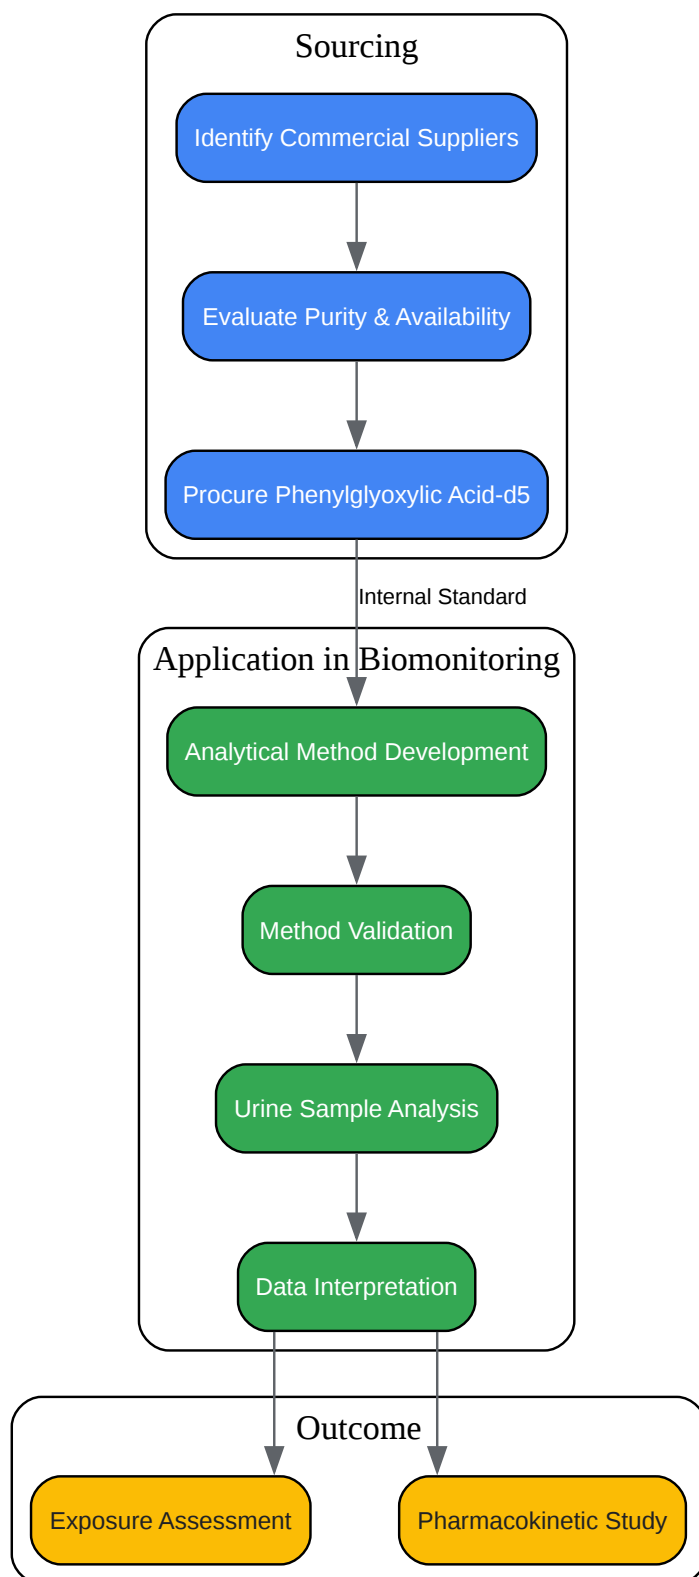 Sourcing
Identify Commercial Suppliers
Evaluate Purity & Availability
Procure Phenylglyoxylic Acid-d5
Internal Standard
Application in Biomonitoring
Analytical Method Development
Method Validation
Urine Sample Analysis
Data Interpretation
Outcome
Exposure Assessment
Pharmacokinetic Study